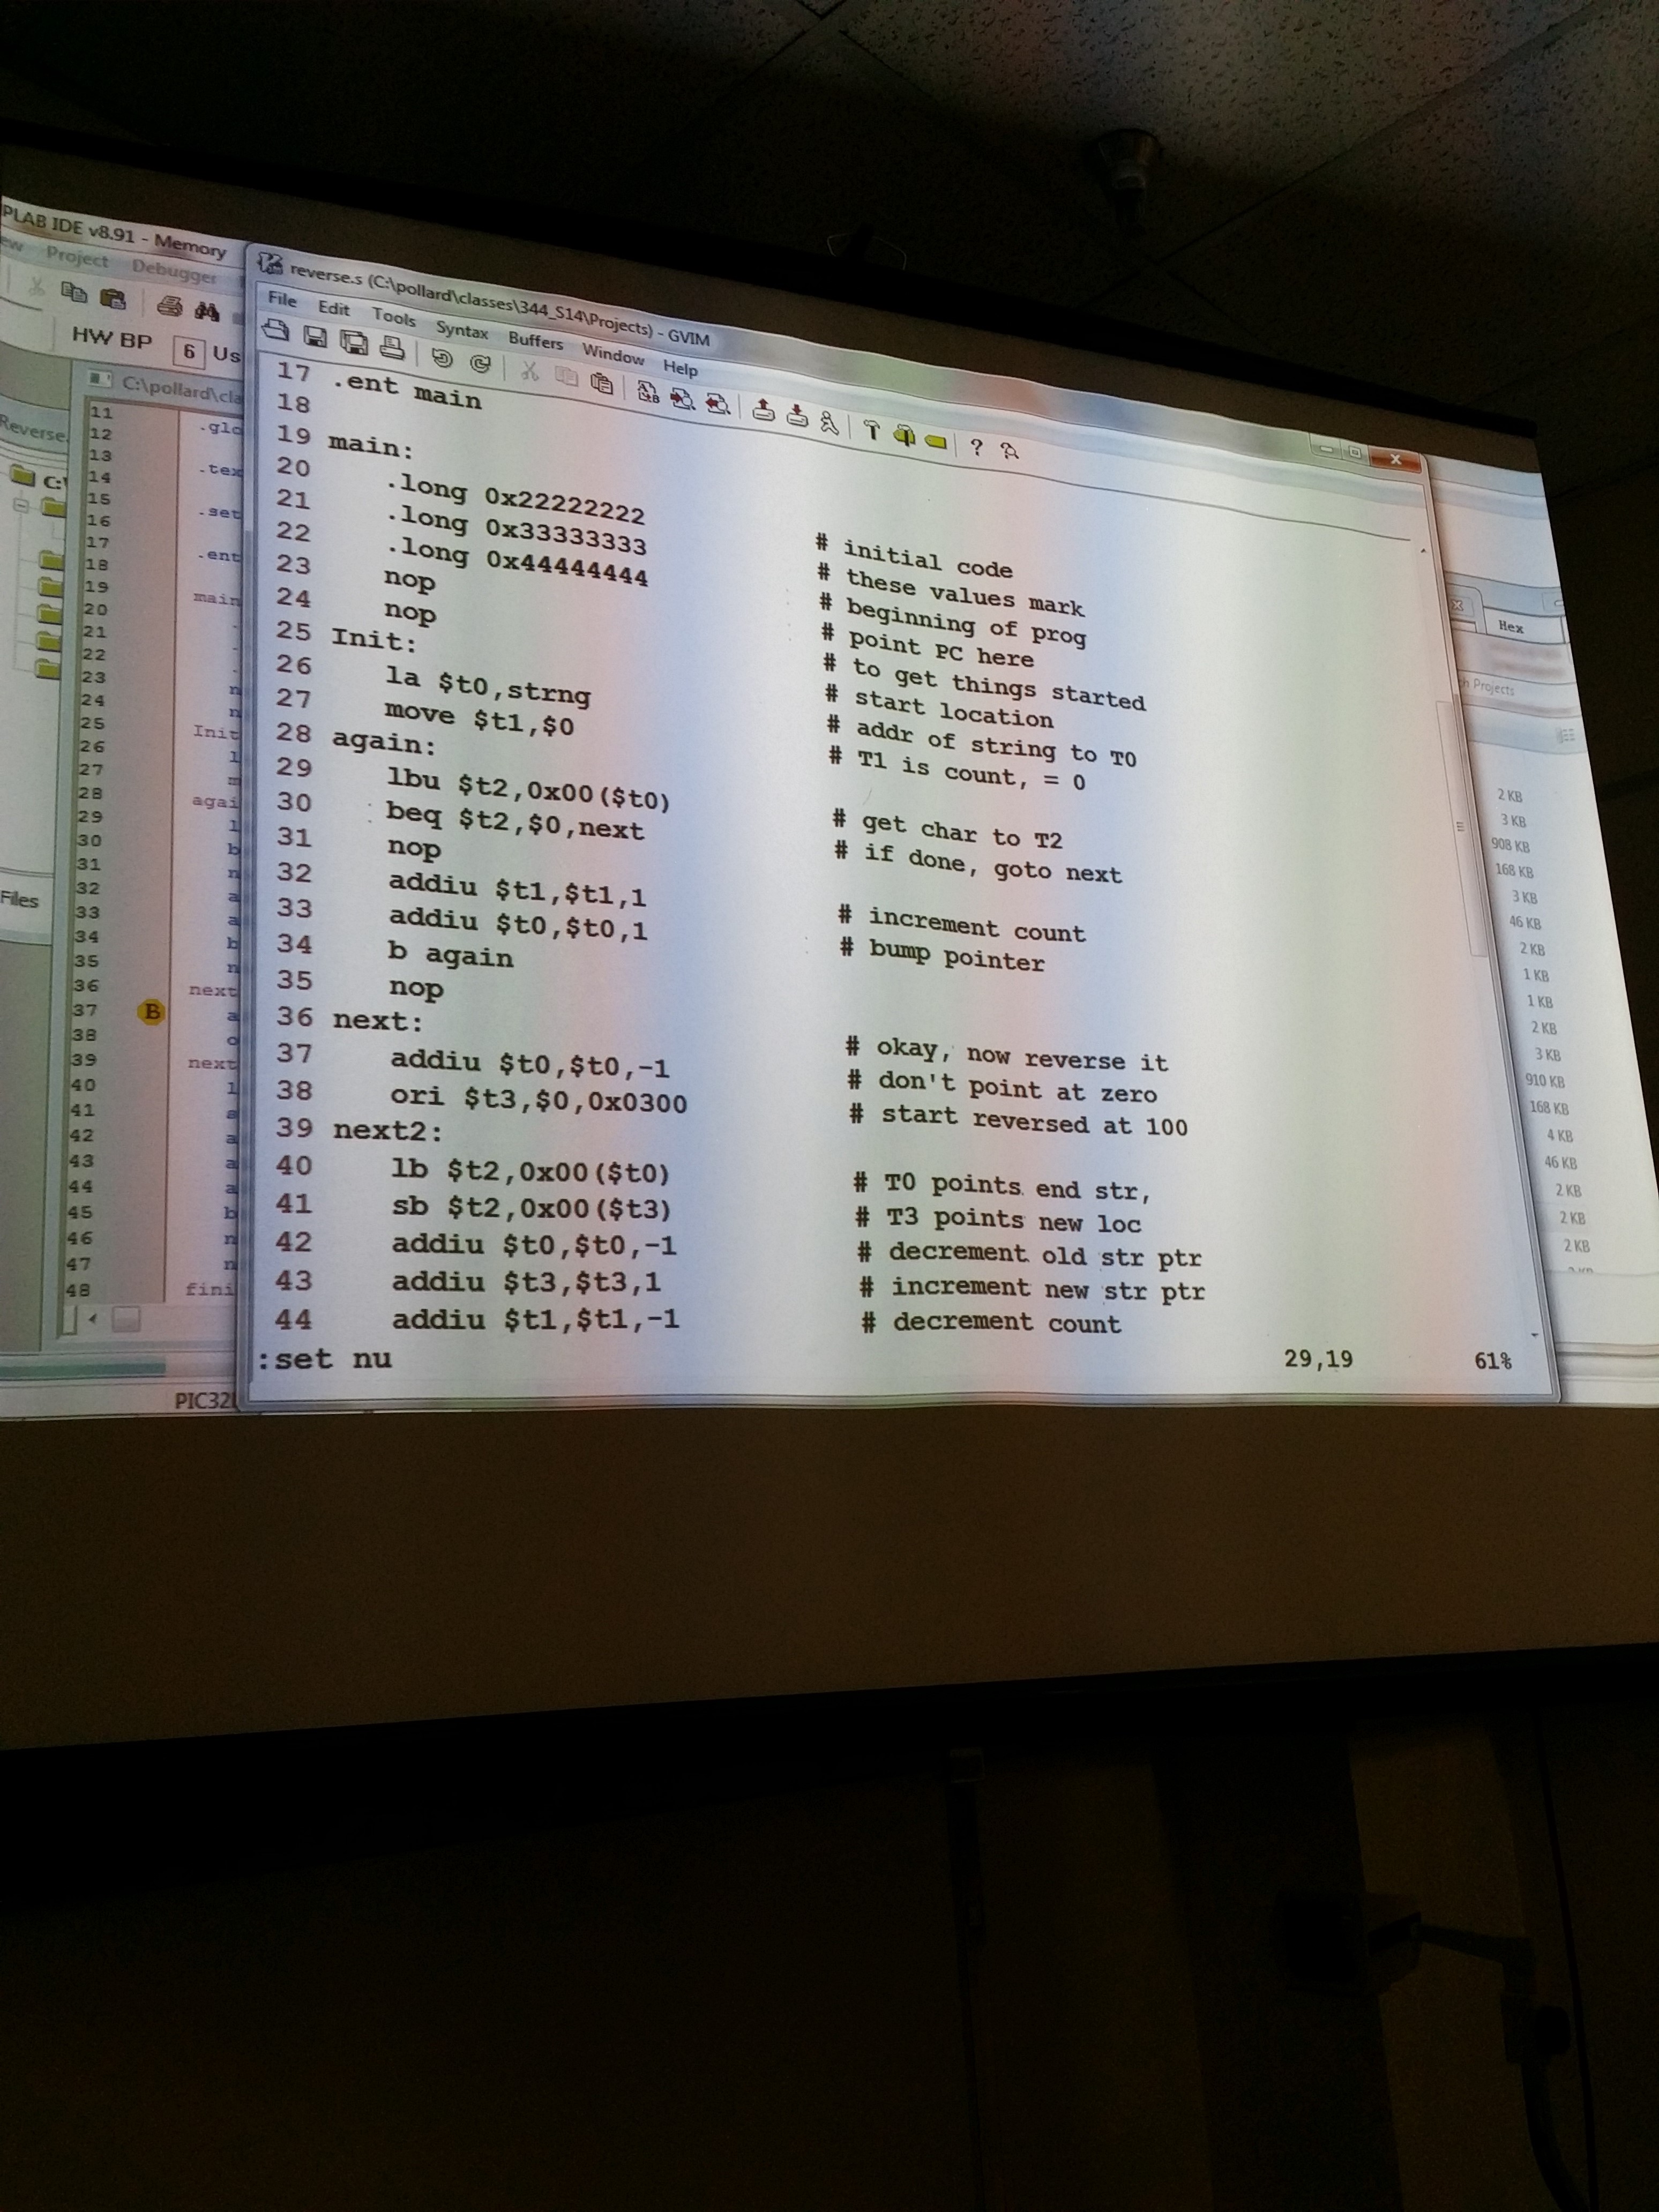 PLAB IDE v8.91 - Memory
ew Project Debugger
HW BP 6 Us
C:\pollard\cla
Reverse.
C:\
Files
11
12 .glo
13
14 .tex
15
16 .set
17
18 .ent
19
20 main
21
22
23
24 n
25 Init
26 l
27 m
28 agai
29 l
30 b
31 n
32 a
33 a
34 b
35 n
36 next
37 B a
38 o
39 next
40 l
41 s
42 a
43 a
44 a
45 b
46 n
47
48 fini
PIC32
reverse.s (C:\pollard\classes\344_S14\Projects) - GVIM
File Edit Tools Syntax Buffers Window Help
17 .ent main
18
19 main:
20 .long 0x22222222 # initial code
21 .long 0x33333333 # these values mark
22 .long 0x44444444 # beginning of prog
23 nop # point PC here
24 nop # to get things started
25 Init: # start location
26 la $t0,strng # addr of string to T0
27 move $t1,$0 # T1 is count, = 0
28 again:
29 lbu $t2,0x00($t0) # get char to T2
30 beq $t2,$0,next # if done, goto next
31 nop
32 addiu $t1,$t1,1 # increment count
33 addiu $t0,$t0,1 # bump pointer
34 b again
35 nop
36 next: # okay, now reverse it
37 addiu $t0,$t0,-1 # don't point at zero
38 ori $t3,$0,0x0300 # start reversed at 100
39 next2:
40 lb $t2,0x00($t0) # T0 points end str,
41 sb $t2,0x00($t3) # T3 points new loc
42 addiu $t0,$t0,-1 # decrement old str ptr
43 addiu $t3,$t3,1 # increment new str ptr
44 addiu $t1,$t1,-1 # decrement count
:set nu 29,19 61%
Hex
Projects
2 KB
3 KB
908 KB
168 KB
3 KB
46 KB
2 KB
1 KB
1 KB
2 KB
3 KB
910 KB
168 KB
4 KB
46 KB
2 KB
2 KB
2 KB